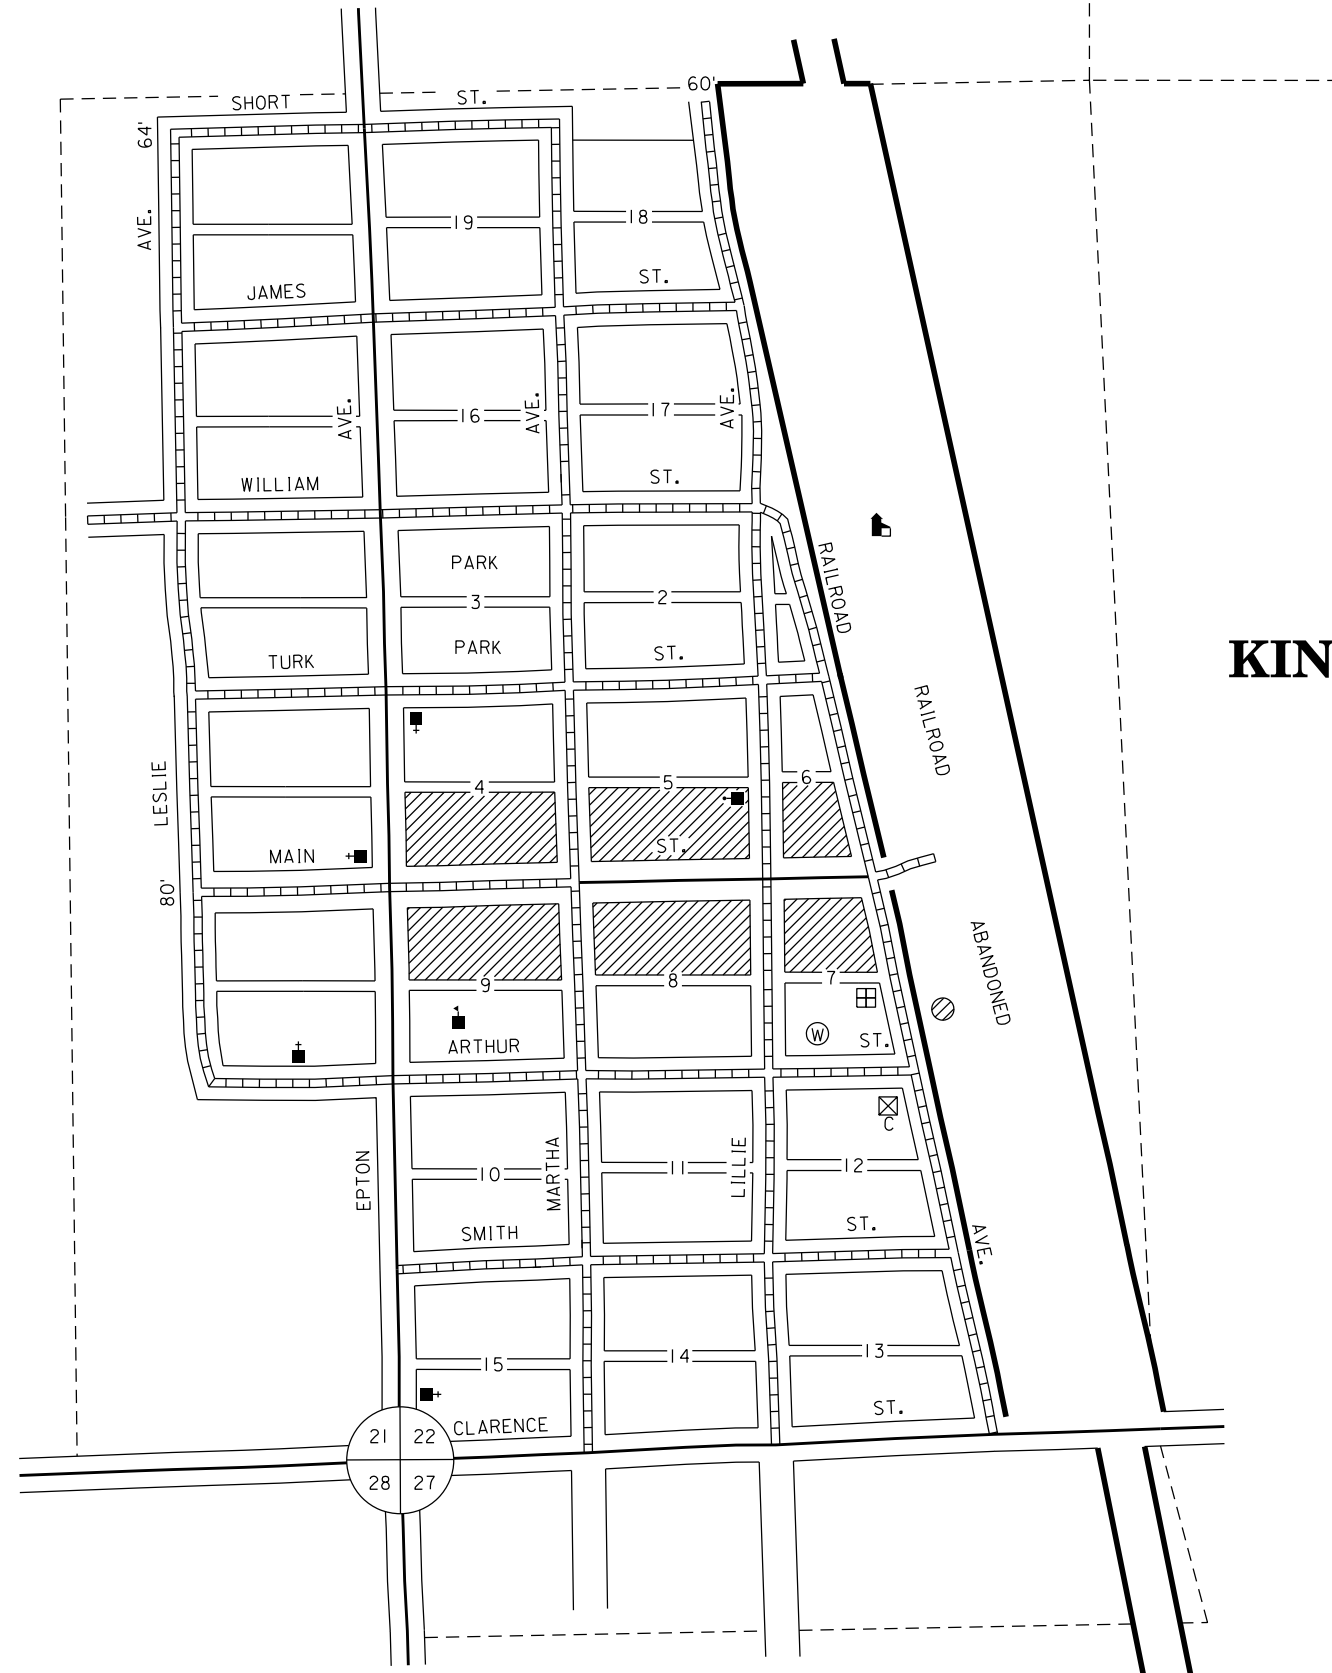 60'
SHORT ST.
64'
AVE.
19
18
JAMES ST.
AVE.
AVE.
AVE.
16
17
WILLIAM ST.
PARK
3
2
PARK
TURK ST.
RAILROAD
KIN
RAILROAD
LESLIE
4
5
6
MAIN ST.
80'
ABANDONED
9
8
7
W
ARTHUR ST.
C
EPTON
MARTHA
LILLIE
10
11
12
SMITH ST.
AVE.
15
14
13
CLARENCE ST.
21 22
28 27